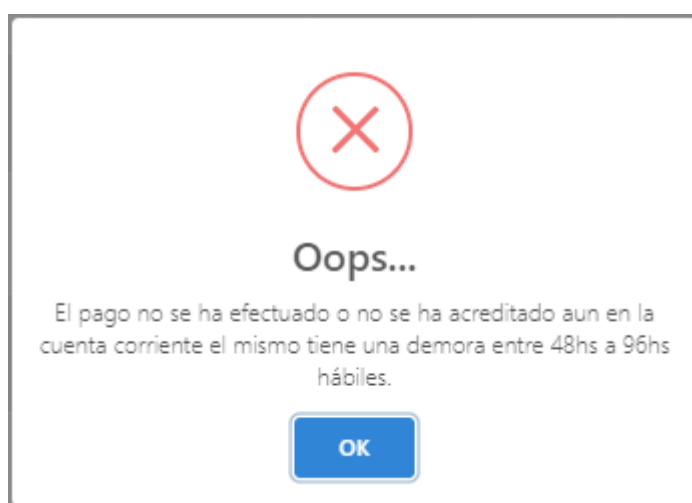 Oops...
El pago no se ha efectuado o no se ha acreditado aun en la
cuenta corriente el mismo tiene una demora entre 48hs a 96hs
hábiles.
OK